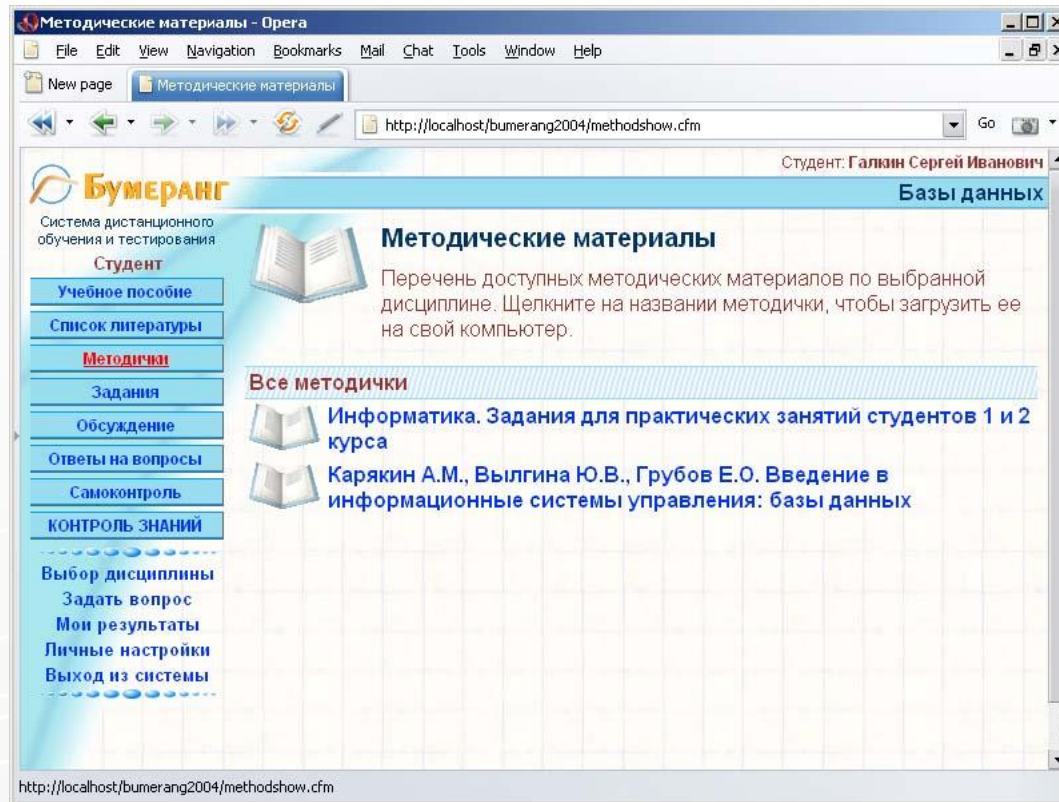 Методические материалы - Opera
File Edit View Navigation Bookmarks Mail Chat Tools Window Help
New page Методические материалы
http://localhost/bumerang2004/methodshow.cfm Go
Студент: Галкин Сергей Иванович
Бумеранг
Базы данных
Система дистанционного
обучения и тестирования
Студент
Учебное пособие
Список литературы
Методички
Задания
Обсуждение
Ответы на вопросы
Самоконтроль
КОНТРОЛЬ ЗНАНИЙ
Выбор дисциплины
Задать вопрос
Мои результаты
Личные настройки
Выход из системы
Методические материалы
Перечень доступных методических материалов по выбранной
дисциплине. Щелкните на названии методички, чтобы загрузить ее
на свой компьютер.
Все методички
Информатика. Задания для практических занятий студентов 1 и 2
курса
Карякин А.М., Вылгина Ю.В., Грубов Е.О. Введение в
информационные системы управления: базы данных
http://localhost/bumerang2004/methodshow.cfm